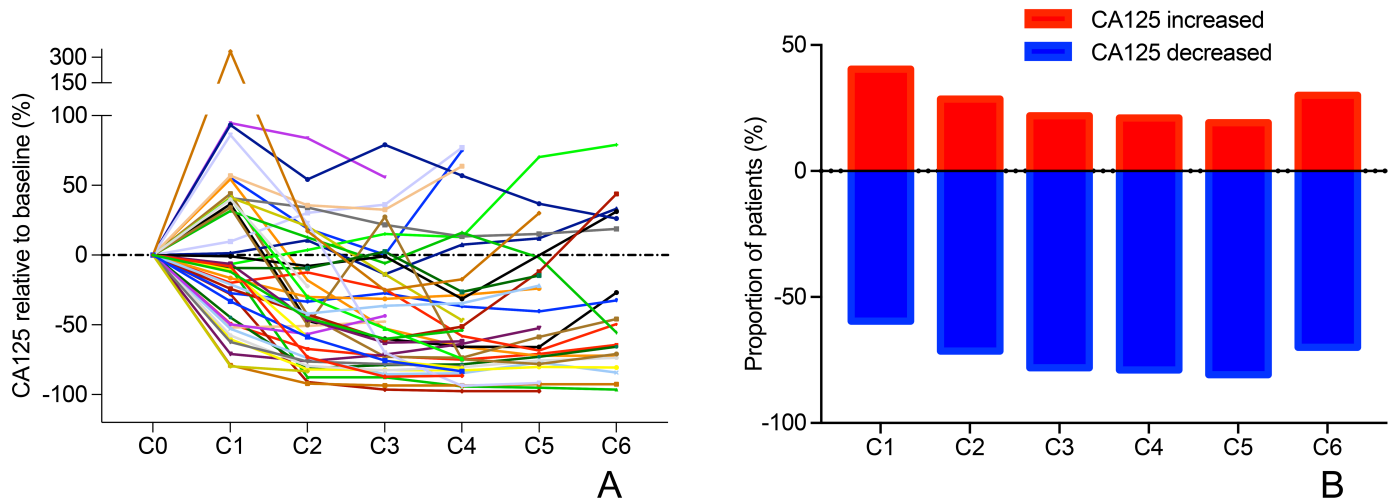 CA125 relative to baseline (%)
300
150
100
50
0
-50
-100
C0 C1 C2 C3 C4 C5 C6
A
CA125 increased
CA125 decreased
Proportion of patients (%)
50
0
-50
-100
C1 C2 C3 C4 C5 C6
B